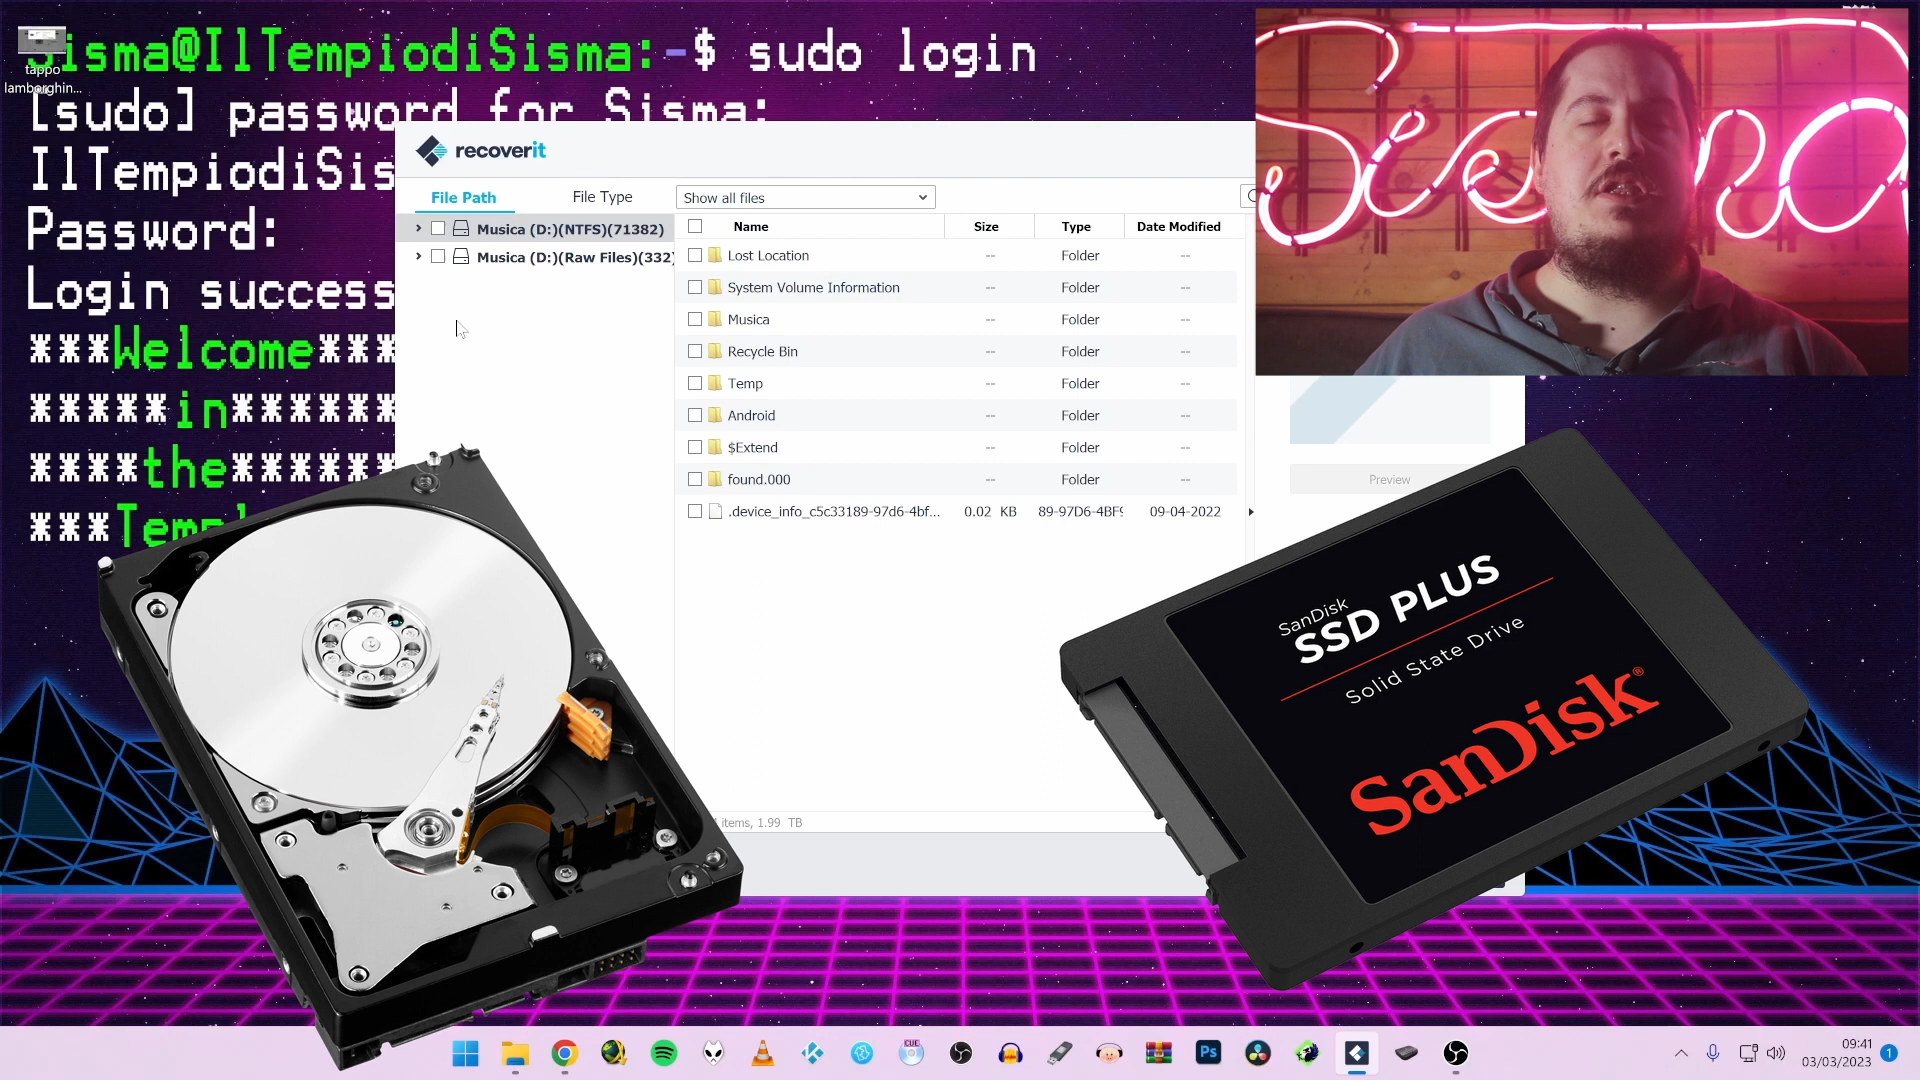 Sisma@IlTempiodiSisma:-$ sudo login
tappo
lamborghin...
[sudo] password for Sisma:
IlTempiodiSis
Password:
Login success
***Welcome***
*****in******
****the******
***Templ
recoverit
File Path
File Type
Show all files
Musica (D:)(NTFS)(71382)
Musica (D:)(Raw Files)(332)
Name Size Type Date Modified
Lost Location -- Folder --
System Volume Information -- Folder --
Musica -- Folder --
Recycle Bin -- Folder --
Temp -- Folder --
Android -- Folder --
$Extend -- Folder --
found.000 -- Folder --
.device_info_c5c33189-97d6-4bf... 0.02 KB 89-97D6-4BF 09-04-2022
items, 1.99 TB
Preview
SanDisk
SSD PLUS
Solid State Drive
SanDisk®
CUE
Ps
09:41
03/03/2023
1